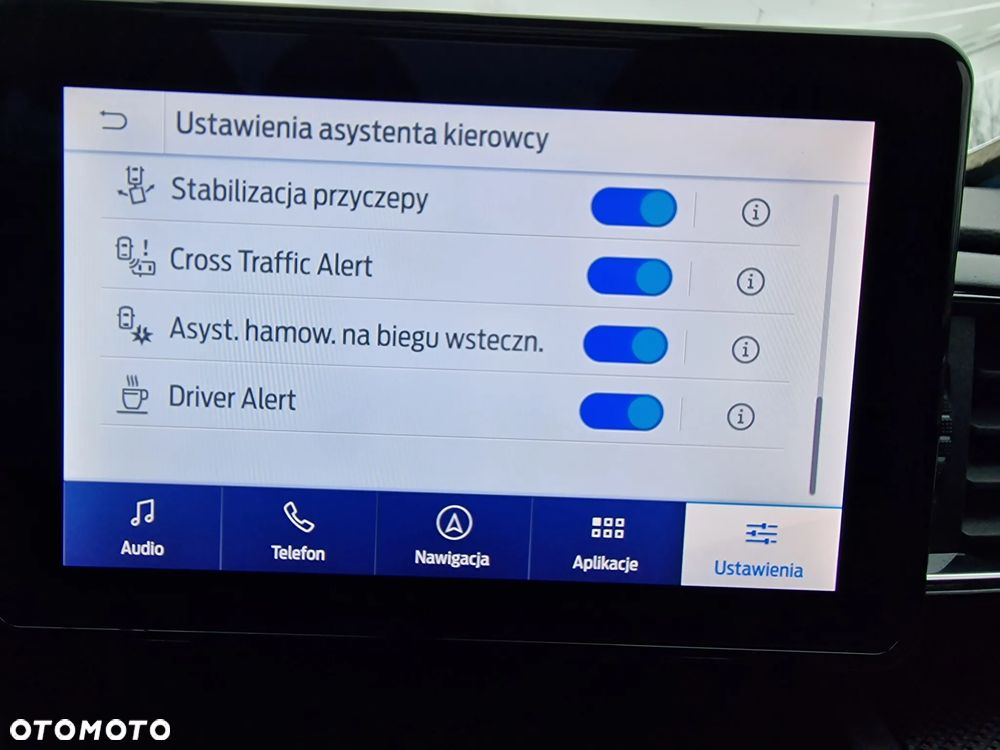 Ustawienia asystenta kierowcy
Stabilizacja przyczepy
Cross Traffic Alert
Asyst. hamow. na biegu wsteczn.
Driver Alert
Audio
Telefon
Nawigacja
Aplikacje
Ustawienia
OTOMOTO